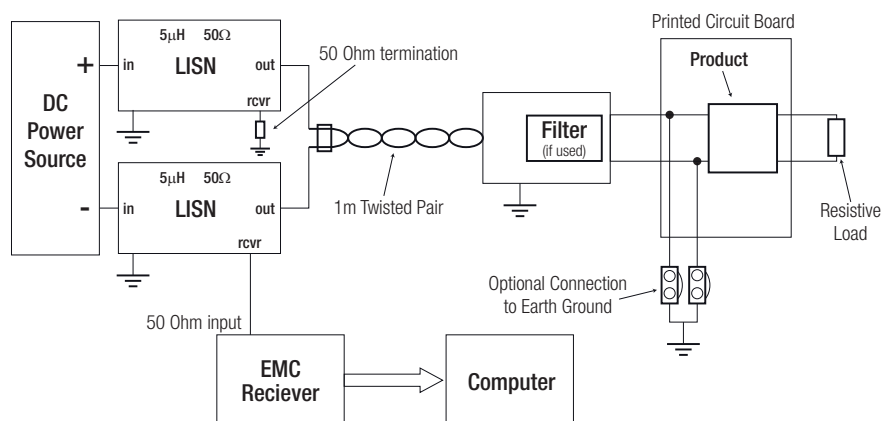 Printed Circuit Board
5μH 50Ω
LISN
in
out
rcvr
+
DC
Power
Source
-
50 Ohm termination
Product
Filter
(if used)
5μH 50Ω
LISN
in
out
rcvr
1m Twisted Pair
Resistive
Load
Optional Connection
to Earth Ground
50 Ohm input
EMC
Reciever
Computer